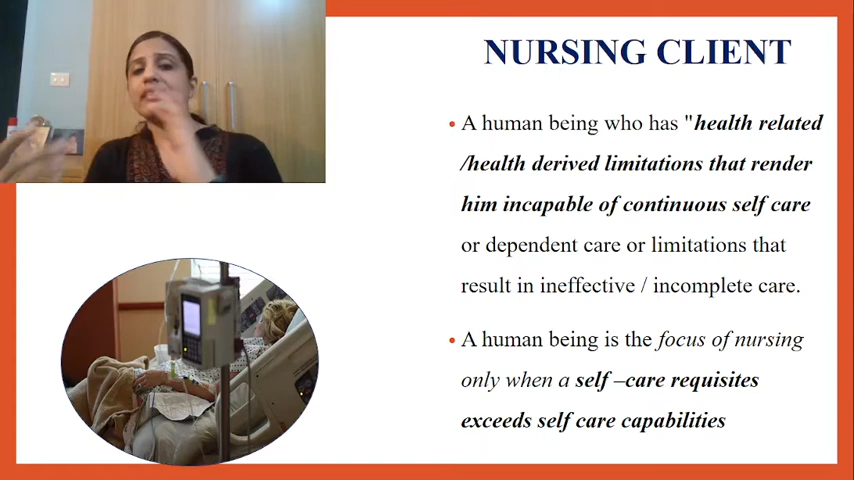 NURSING CLIENT
• A human being who has "health related
/health derived limitations that render
him incapable of continuous self care
or dependent care or limitations that
result in ineffective / incomplete care.
• A human being is the focus of nursing
only when a self –care requisites
exceeds self care capabilities